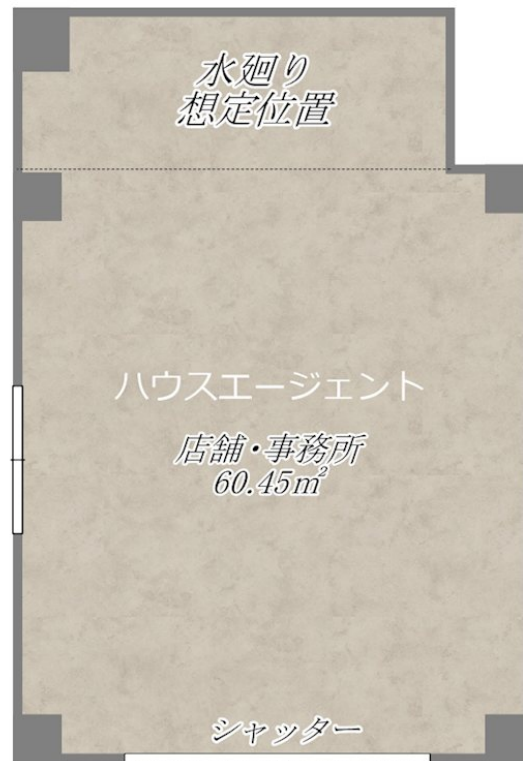 水廻り
想定位置
ハウスエージェント
店舗・事務所
60.45㎡
シャッター